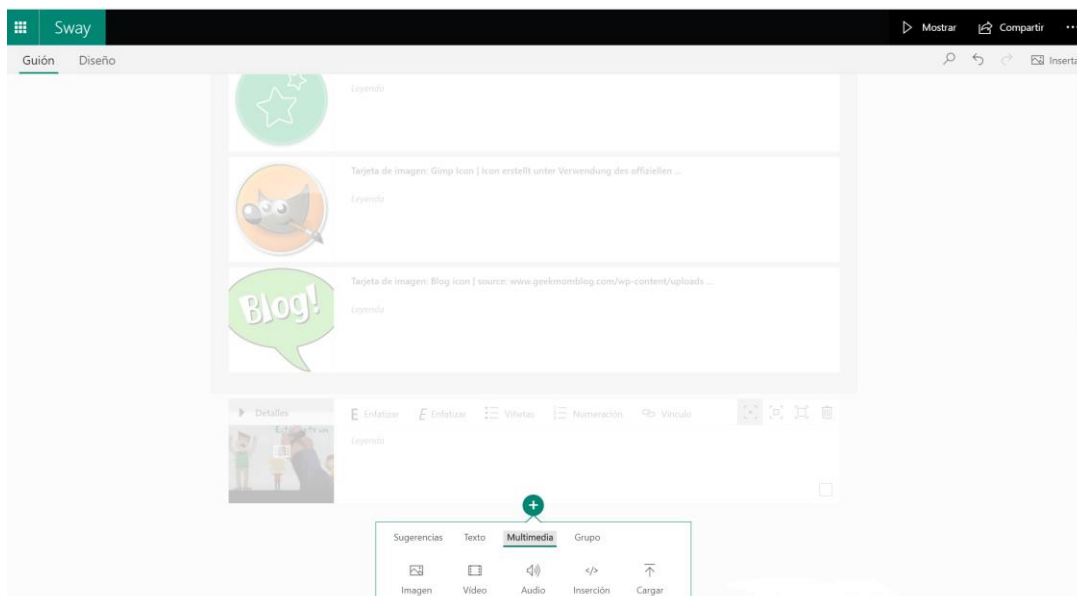 Sway
Mostrar
Compartir
Guión
Diseño
Inserta
Leyenda
Tarjeta de imagen: Gimp Icon | Icon erstellt unter Verwendung des offiziellen ...
Leyenda
Tarjeta de imagen: Blog icon | source: www.geekmomblog.com/wp-content/uploads ...
Blog!
Leyenda
Detalles
E Enfatizar
E Enfatizar
Viñetas
Numeración
Vínculo
Leyenda
Sugerencias
Texto
Multimedia
Grupo
Imagen
Vídeo
Audio
Inserción
Cargar